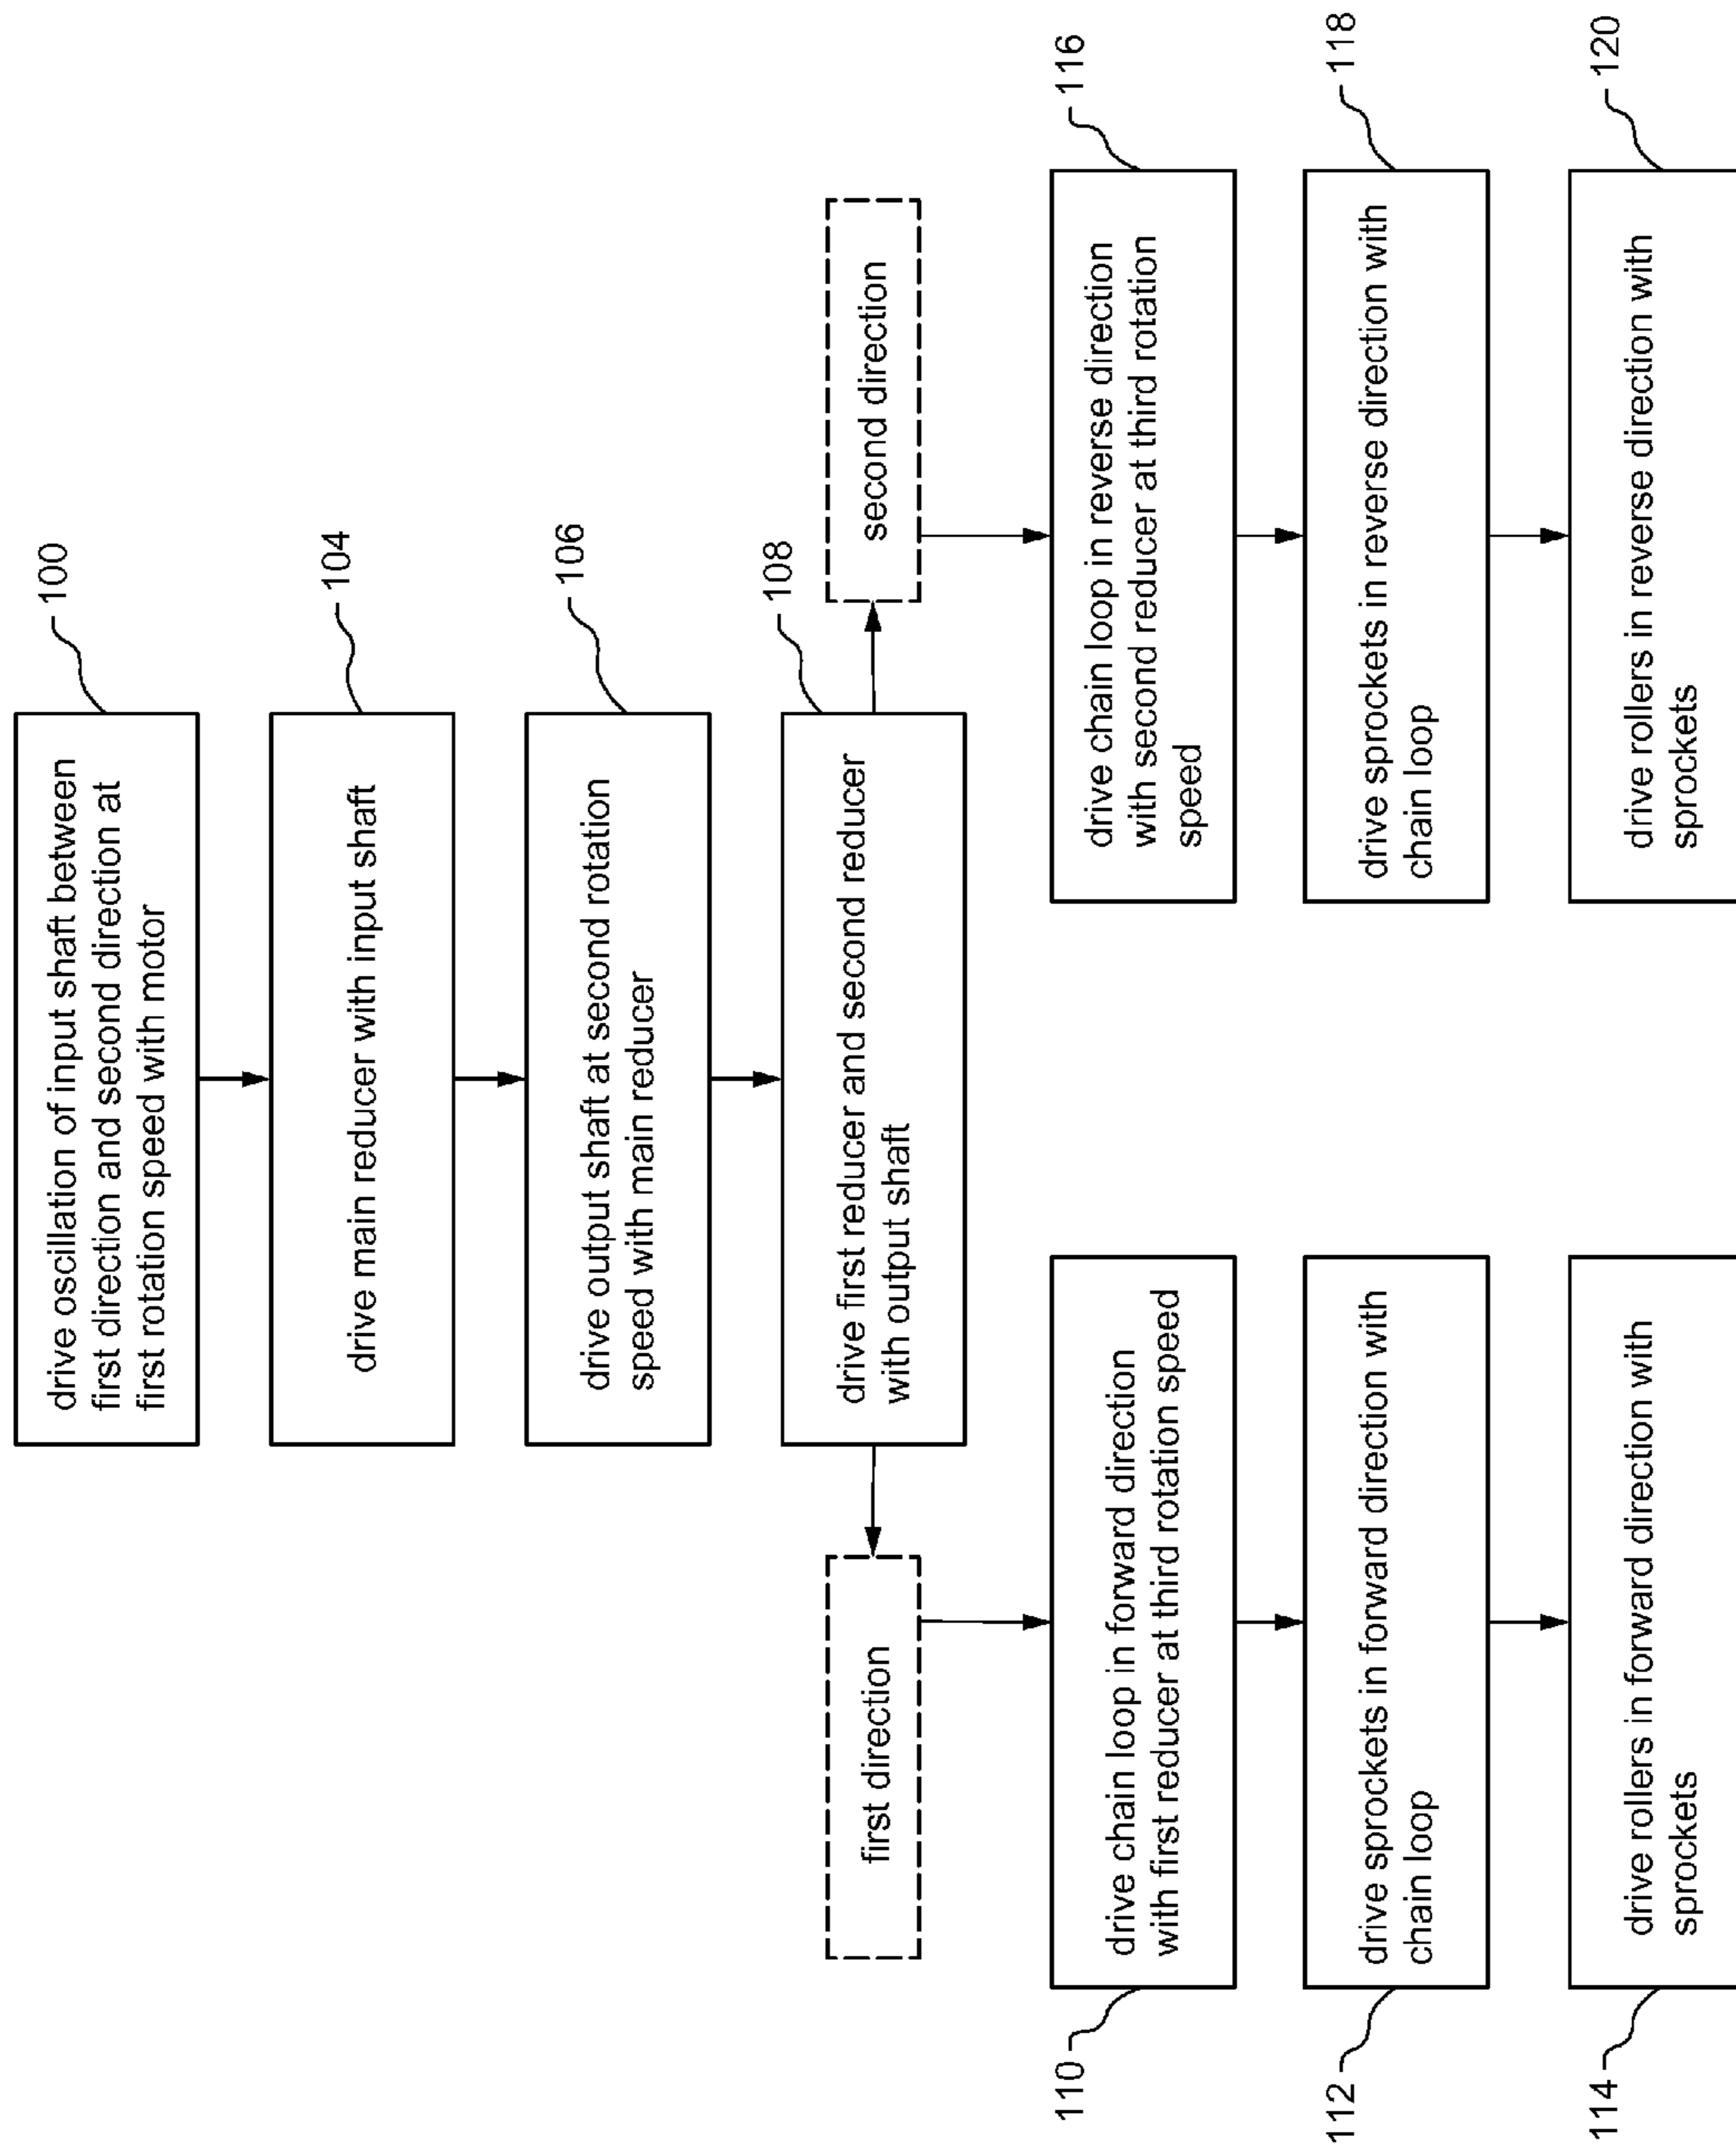 drive oscillation of input shaft between
first direction and second direction at
first rotation speed with motor
100
drive main reducer with input shaft
104
drive output shaft at second rotation
speed with main reducer
106
drive first reducer and second reducer
with output shaft
108
first direction
second direction
drive chain loop in forward direction
with first reducer at third rotation speed
110
drive sprockets in forward direction with
chain loop
112
drive rollers in forward direction with
sprockets
114
drive chain loop in reverse direction
with second reducer at third rotation
speed
116
drive sprockets in reverse direction with
chain loop
118
drive rollers in reverse direction with
sprockets
120